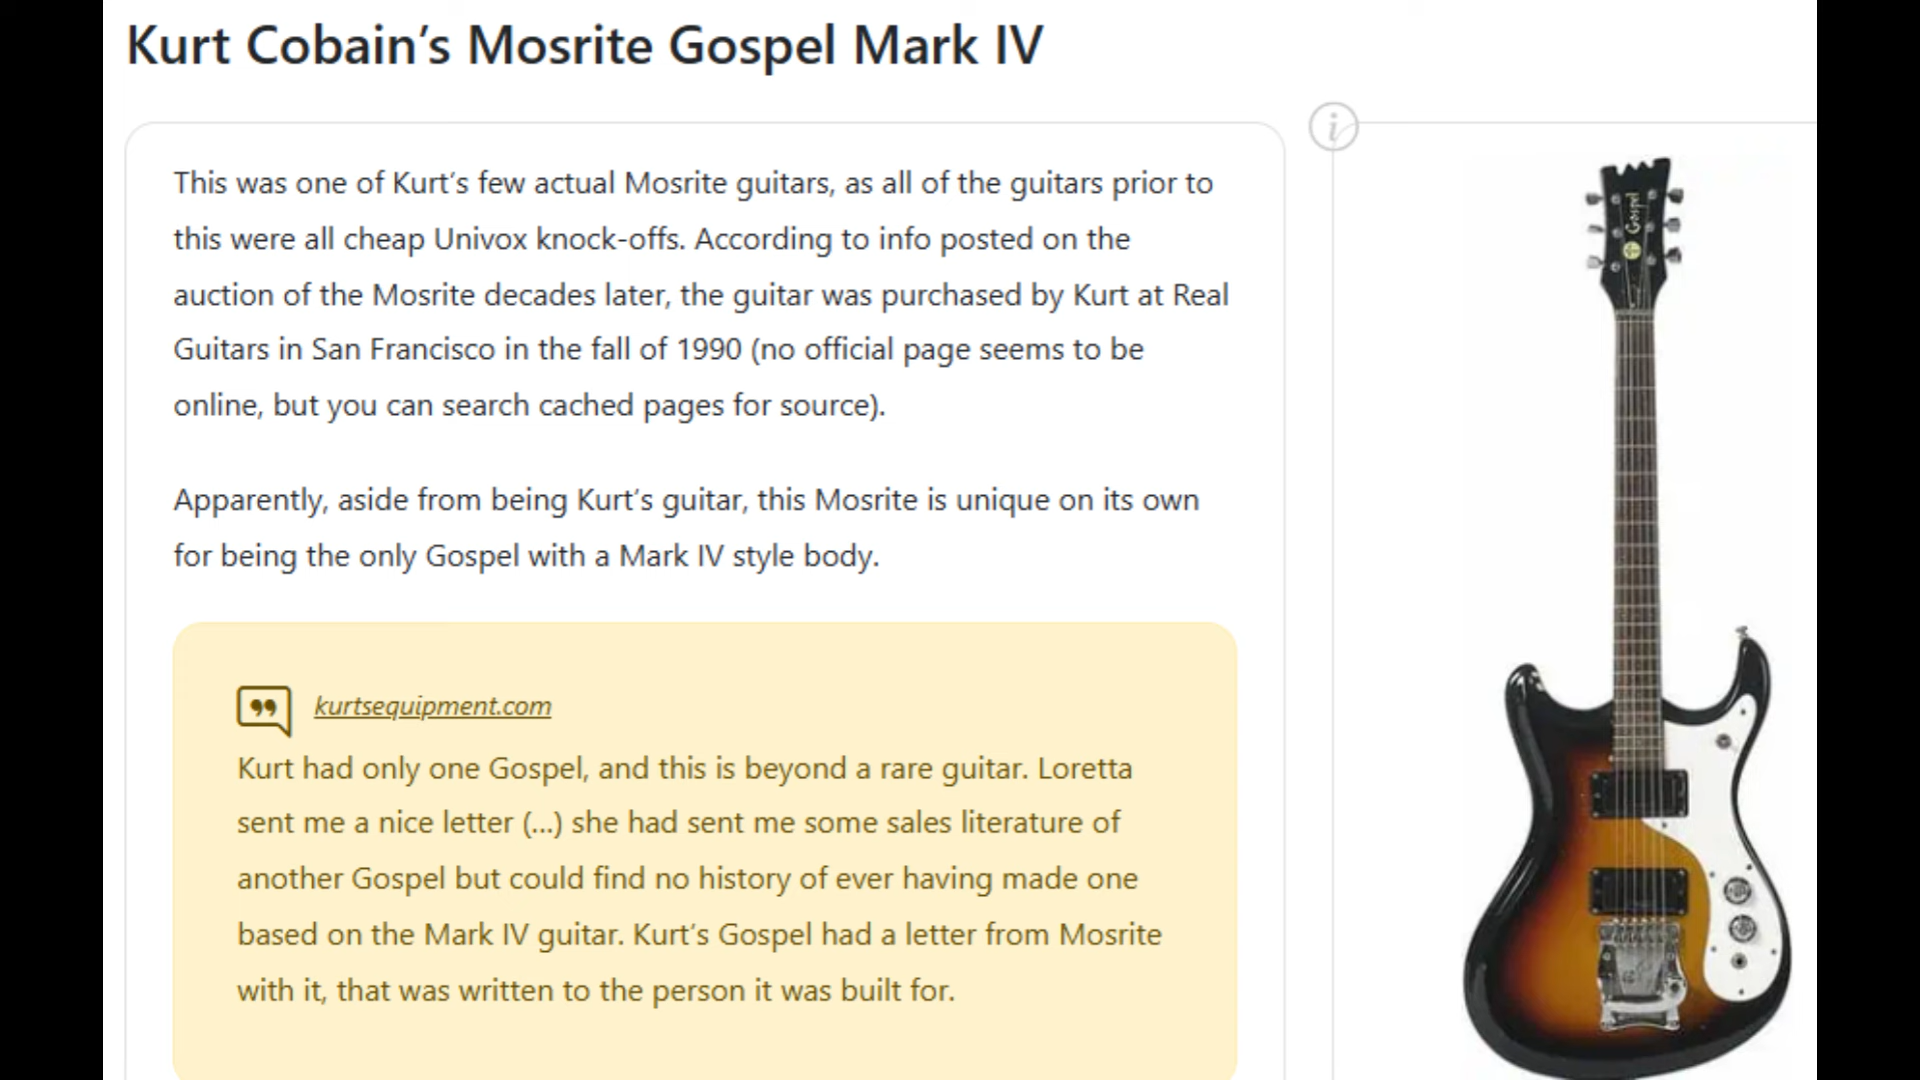 Kurt Cobain’s Mosrite Gospel Mark IV
This was one of Kurt’s few actual Mosrite guitars, as all of the guitars prior to
this were all cheap Univox knock-offs. According to info posted on the
auction of the Mosrite decades later, the guitar was purchased by Kurt at Real
Guitars in San Francisco in the fall of 1990 (no official page seems to be
online, but you can search cached pages for source).
Apparently, aside from being Kurt’s guitar, this Mosrite is unique on its own
for being the only Gospel with a Mark IV style body.
kurtsequipment.com
Kurt had only one Gospel, and this is beyond a rare guitar. Loretta
sent me a nice letter (…) she had sent me some sales literature of
another Gospel but could find no history of ever having made one
based on the Mark IV guitar. Kurt’s Gospel had a letter from Mosrite
with it, that was written to the person it was built for.
i
Gospel